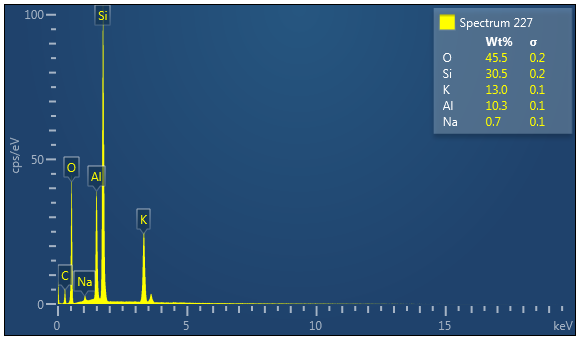 100
Si
Spectrum 227
Wt% σ
O 45.5 0.2
Si 30.5 0.2
K 13.0 0.1
Al 10.3 0.1
Na 0.7 0.1
cps/eV
50
O
Al
K
C
Na
0
0 5 10 15 keV